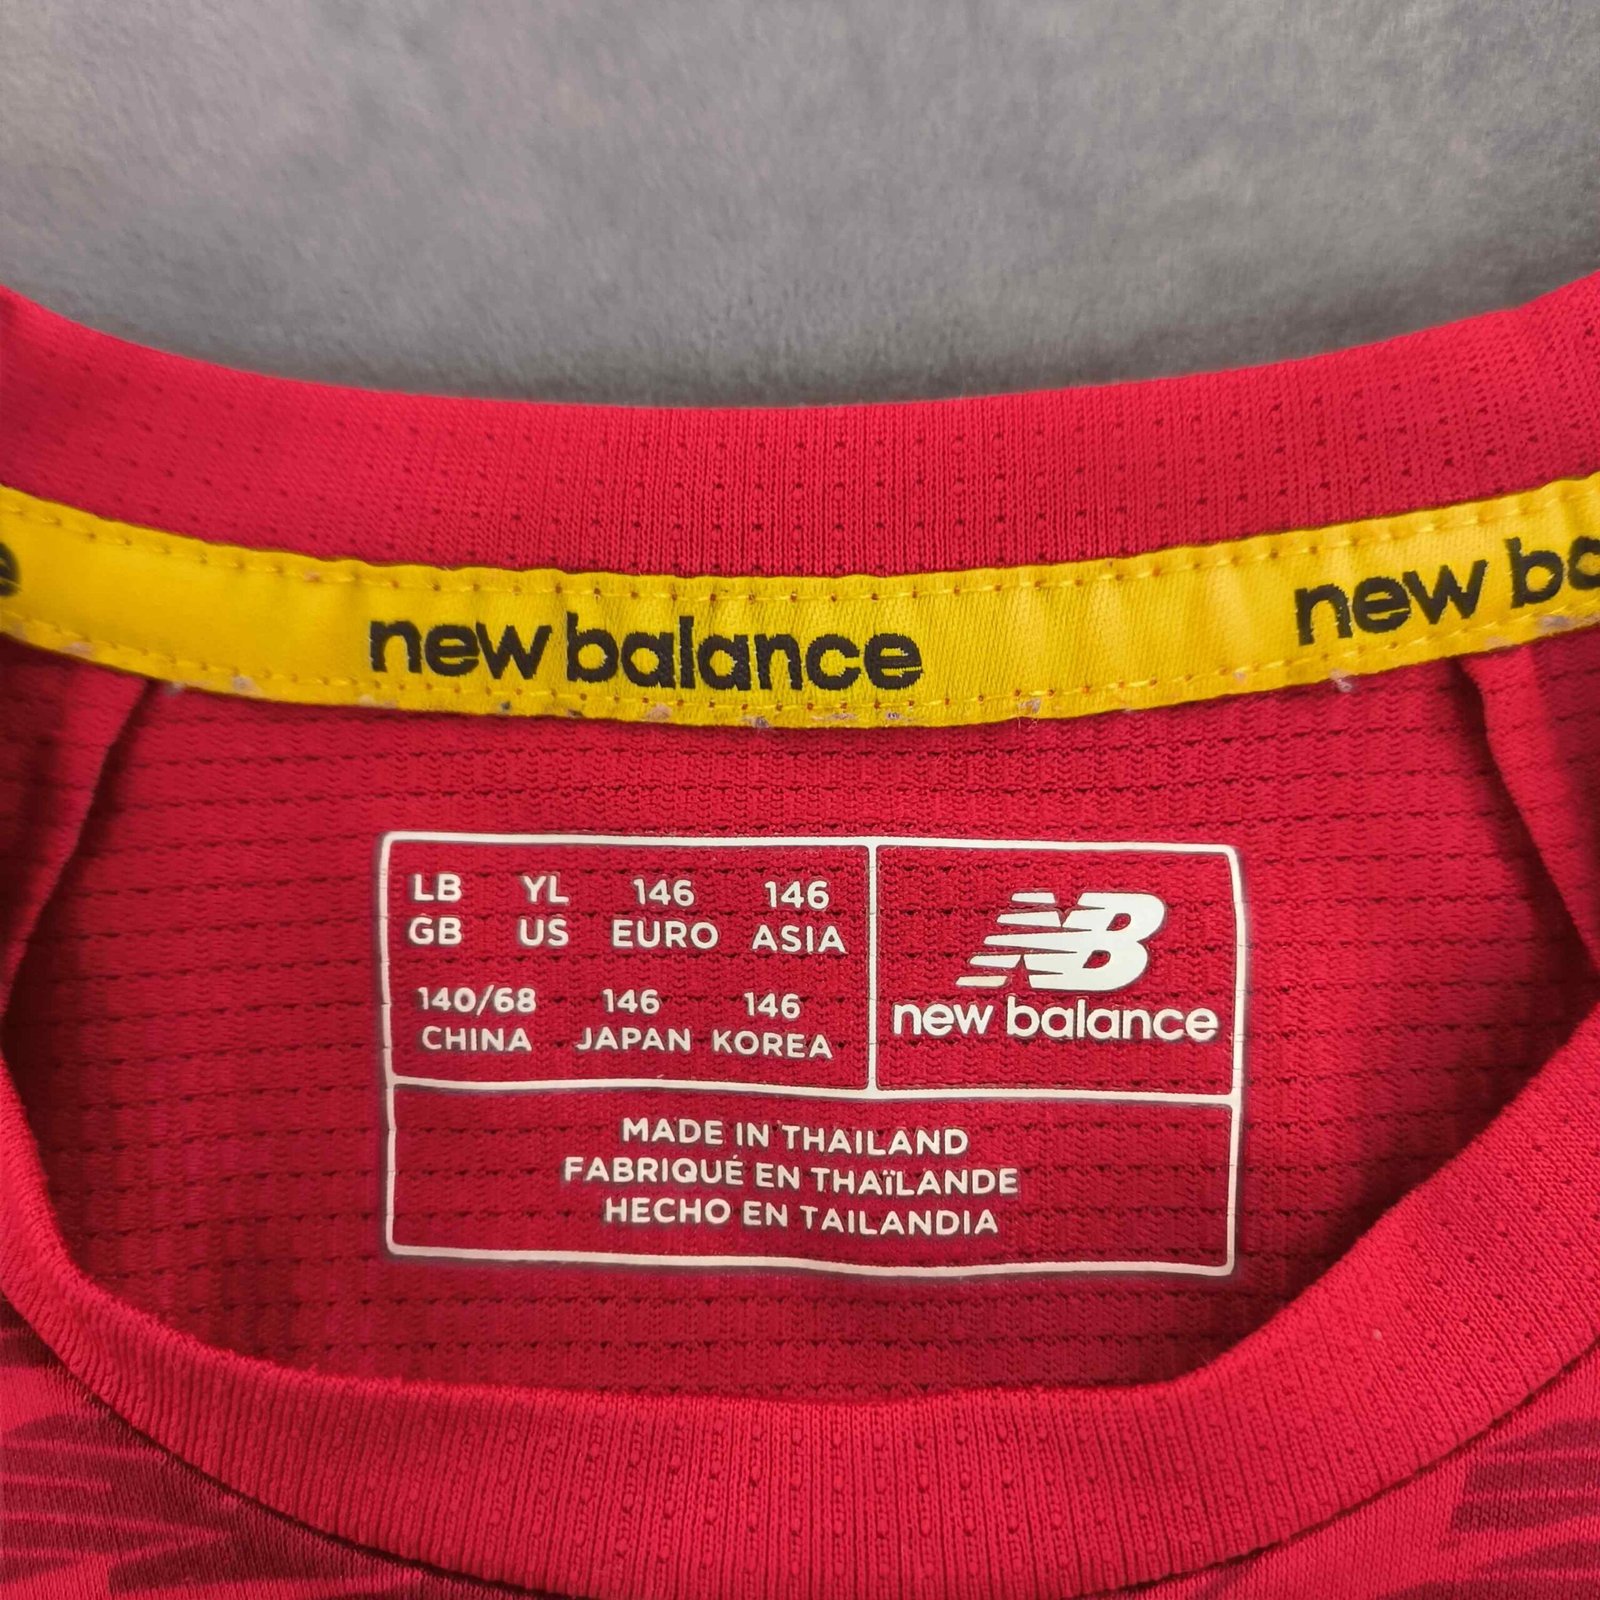 new balance
new
LB YL 146 146
GB US EURO ASIA
140/68 146 146
CHINA JAPAN KOREA
NB
new balance
MADE IN THAILAND
FABRIQUÉ EN THAÏLANDE
HECHO EN TAILANDIA